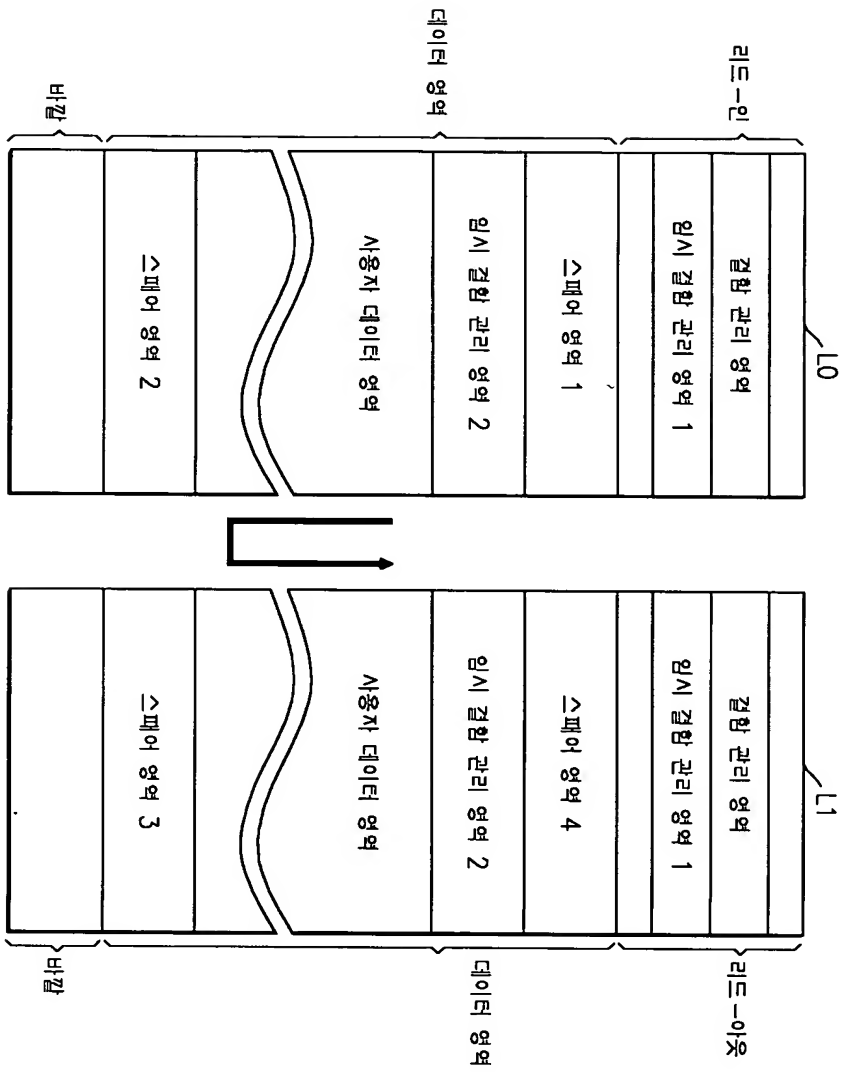 L0
L1
결함 관리 영역
결함 관리 영역
리드-인
임시 결함 관리 영역 1
임시 결함 관리 영역 1
리드-아웃
스페어 영역 1
스페어 영역 4
데이터 영역
임시 결함 관리 영역 2
임시 결함 관리 영역 2
데이터 영역
사용자 데이터 영역
사용자 데이터 영역
스페어 영역 2
스페어 영역 3
바깥
바깥